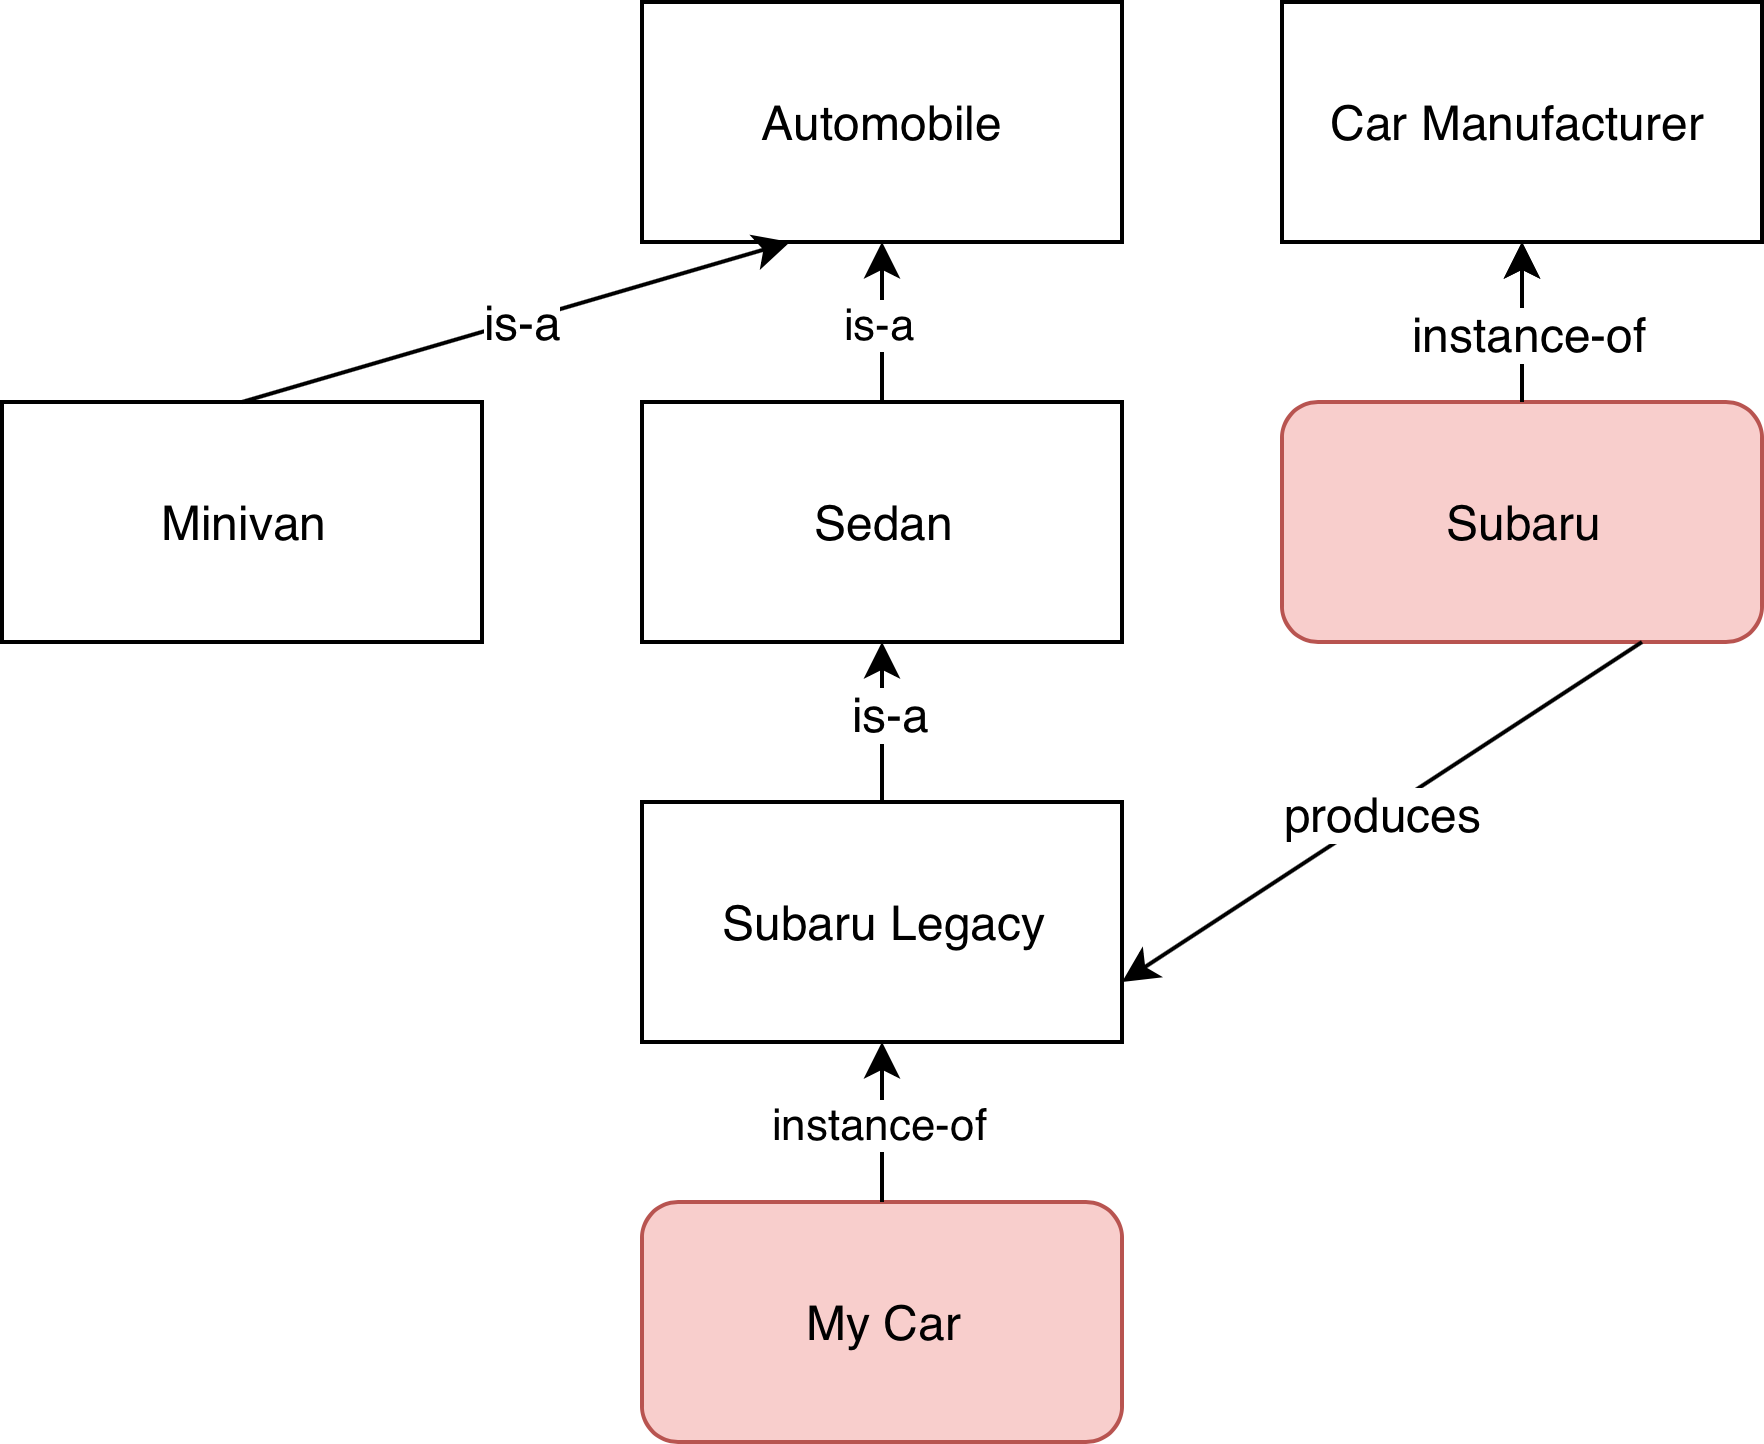 Automobile
Car Manufacturer
is-a
is-a
instance-of
Minivan
Sedan
Subaru
is-a
produces
Subaru Legacy
instance-of
My Car